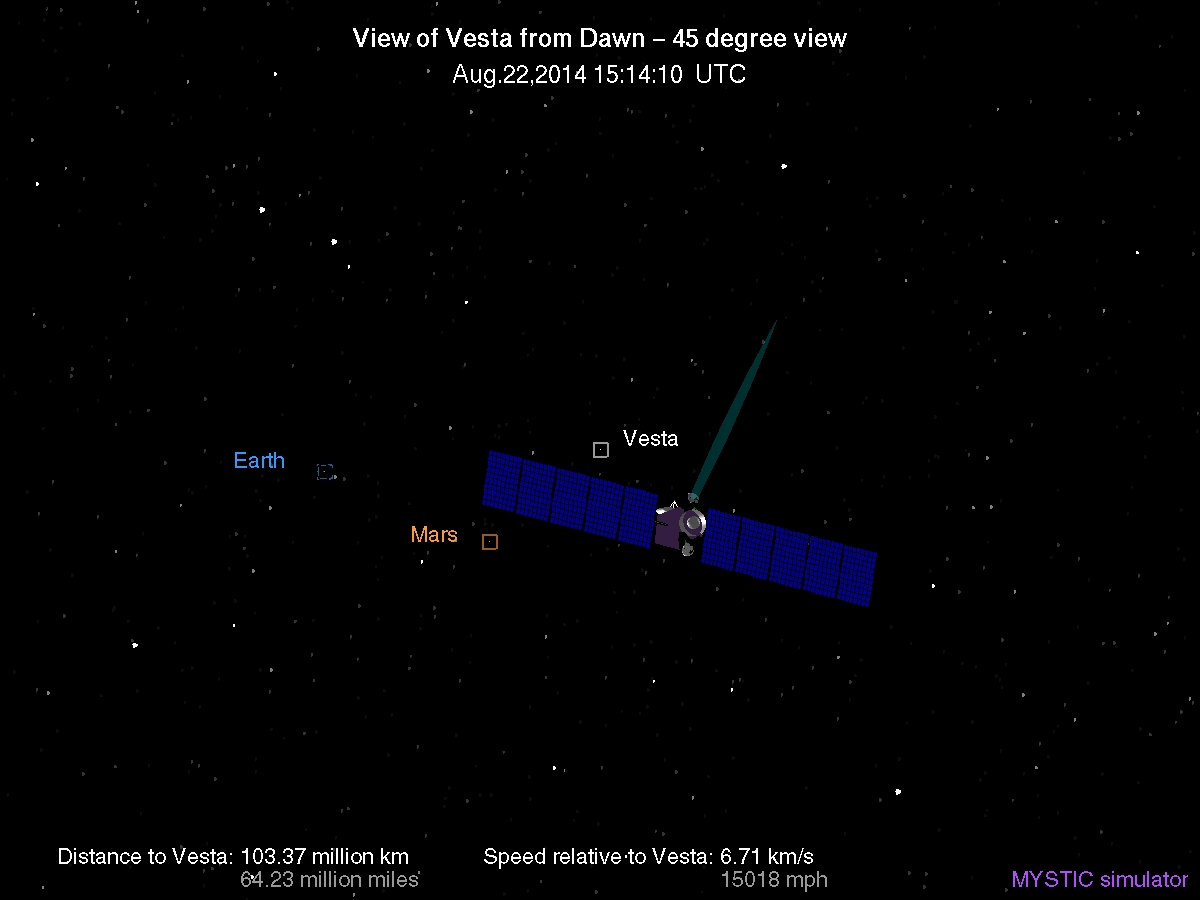 View of Vesta from Dawn – 45 degree view
Aug.22,2014 15:14:10 UTC
Vesta
Earth
Mars
Distance to Vesta: 103.37 million km
64.23 million miles
Speed relative to Vesta: 6.71 km/s
15018 mph
MYSTIC simulator